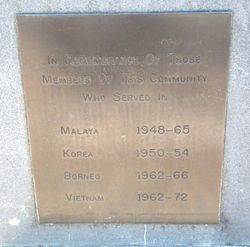 In Remembrance Of Those
Members Of This Community
Who Served In
Malaya 1948-65
Korea 1950-54
Borneo 1962-66
Vietnam 1962-72